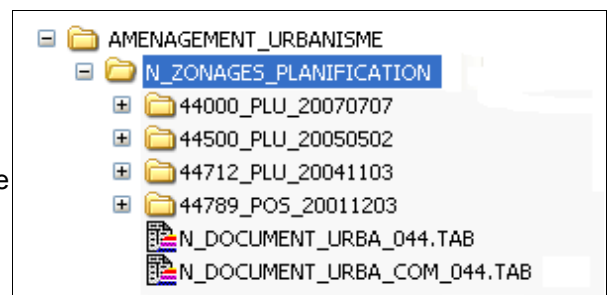 AMENAGEMENT_URBANISME
N_ZONAGES_PLANIFICATION
44000_PLU_20070707
44500_PLU_20050502
44712_PLU_20041103
e
44789_POS_20011203
N_DOCUMENT_URBA_044.TAB
N_DOCUMENT_URBA_COM_044.TAB